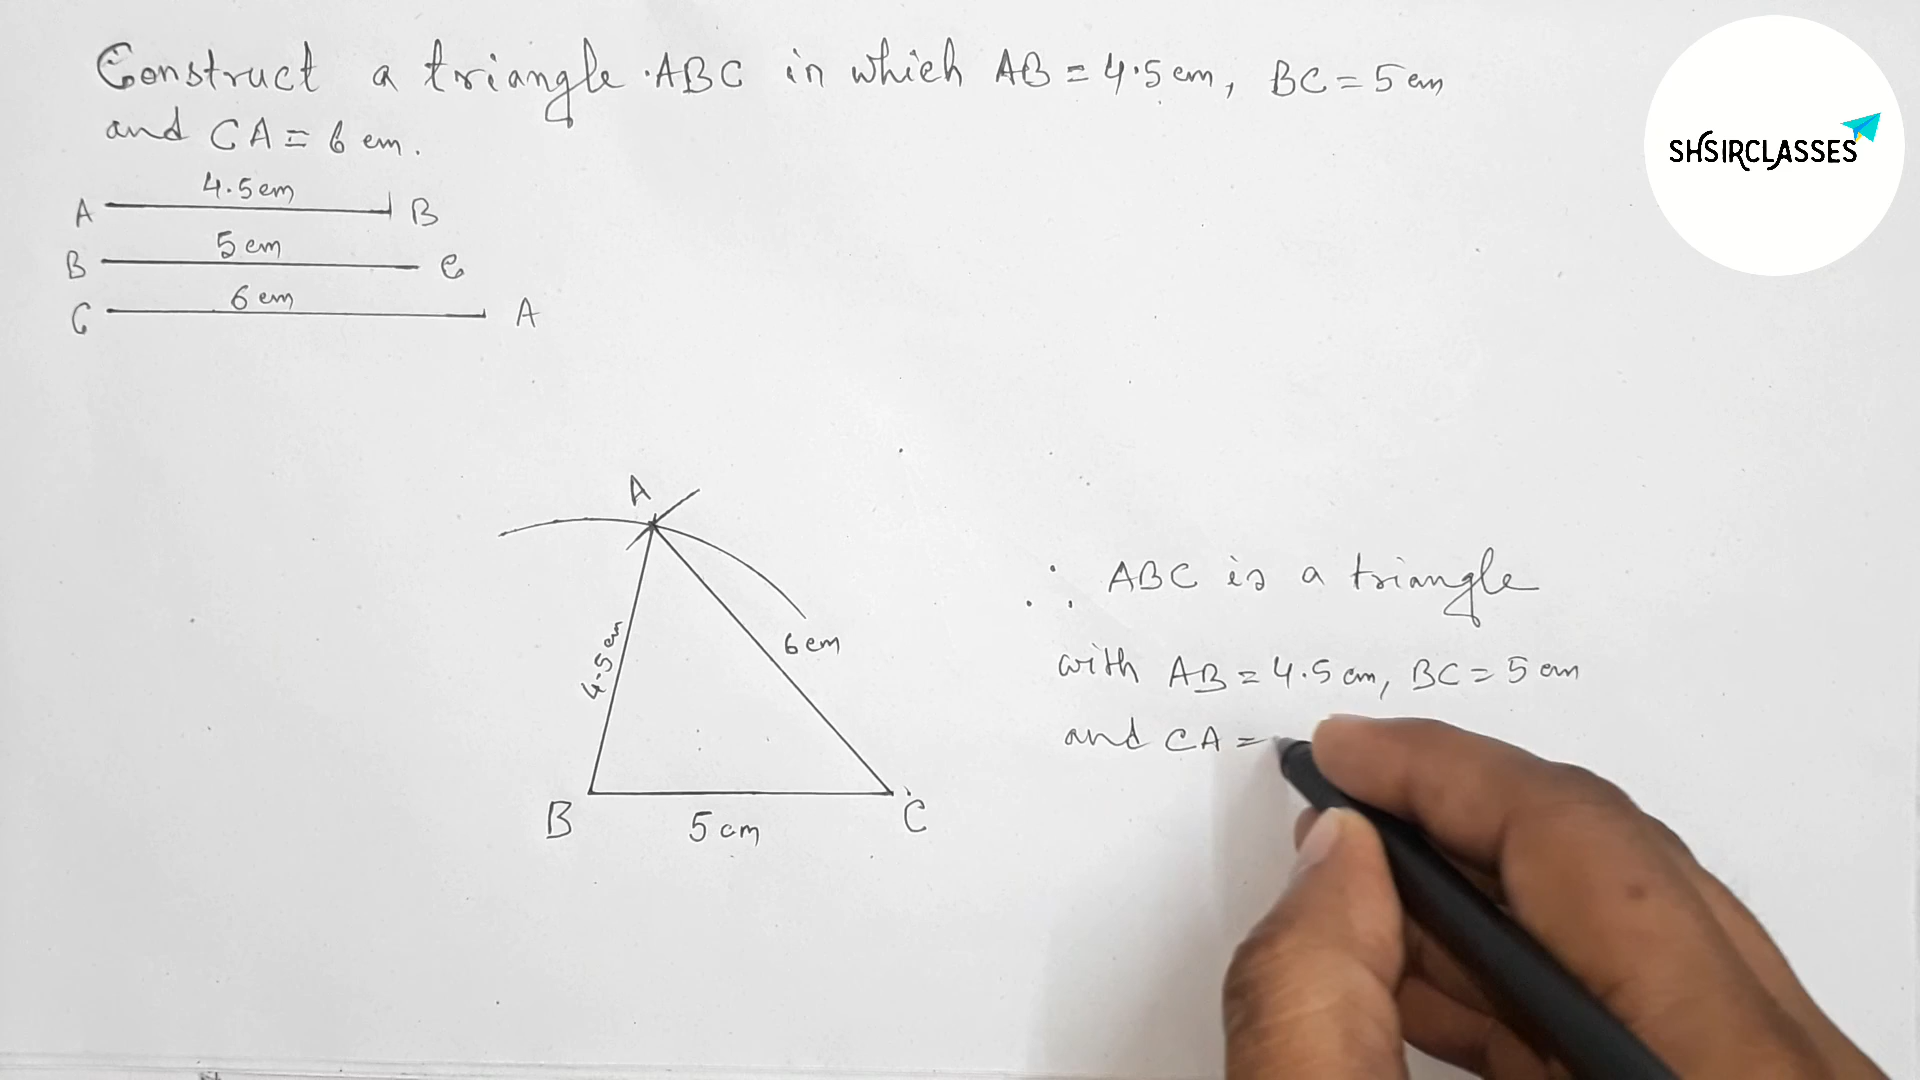 Construct a triangle ABC in which AB = 4.5 cm, BC = 5 cm
and CA = 6 cm.
A 4.5 cm B
B 5 cm C
C 6 cm A
SHSIRCLASSES
A
4.5 cm
6 cm
B 5 cm C
∴ ABC is a triangle
with AB = 4.5 cm, BC = 5 cm
and CA =